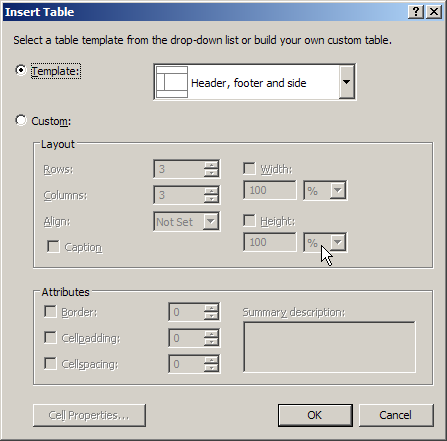 Insert Table
Select a table template from the drop-down list or build your own custom table.
Template:
Header, footer and side
Custom:
Layout
Rows: 3
Width:
Columns: 3
100 %
Align: Not Set
Height:
Caption
100 %
Attributes
Border: 0
Summary description:
Cellpadding: 0
Cellspacing: 0
Cell Properties...
OK
Cancel